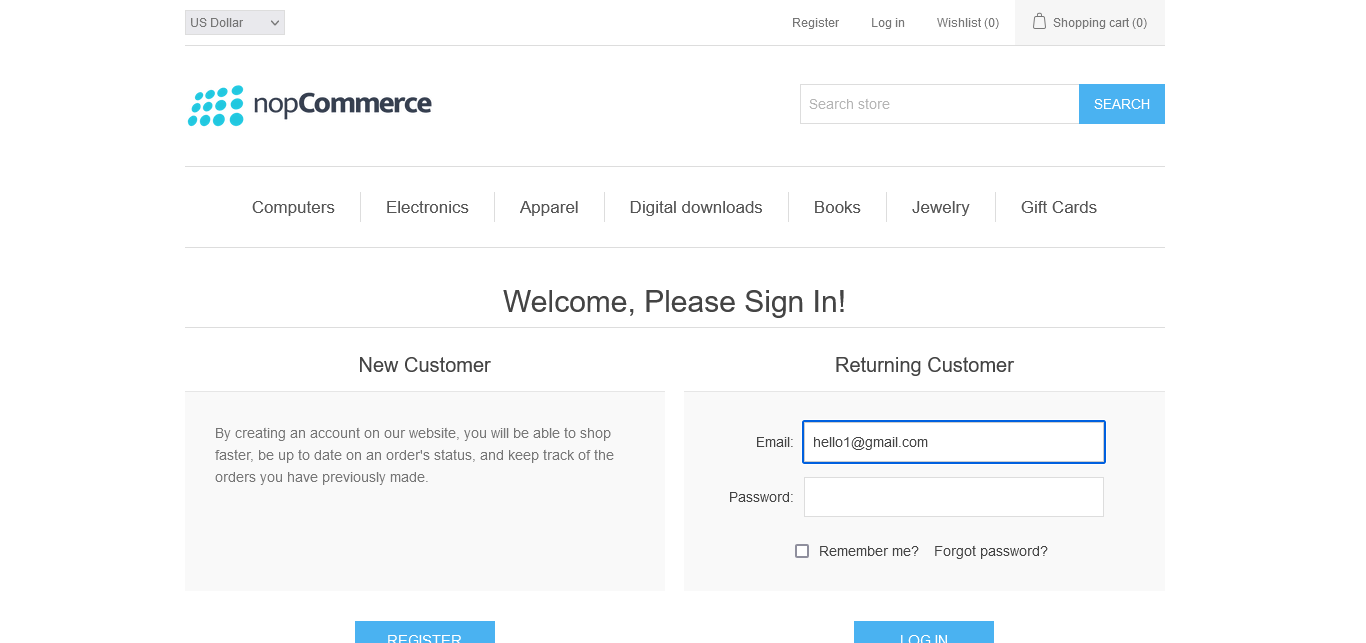 US Dollar
Register
Log in
Wishlist (0)
Shopping cart (0)
nopCommerce
Search store
SEARCH
Computers
Electronics
Apparel
Digital downloads
Books
Jewelry
Gift Cards
Welcome, Please Sign In!
New Customer
By creating an account on our website, you will be able to shop
faster, be up to date on an order's status, and keep track of the
orders you have previously made.
REGISTER
Returning Customer
Email: hello1@gmail.com
Password:
Remember me? Forgot password?
LOG IN